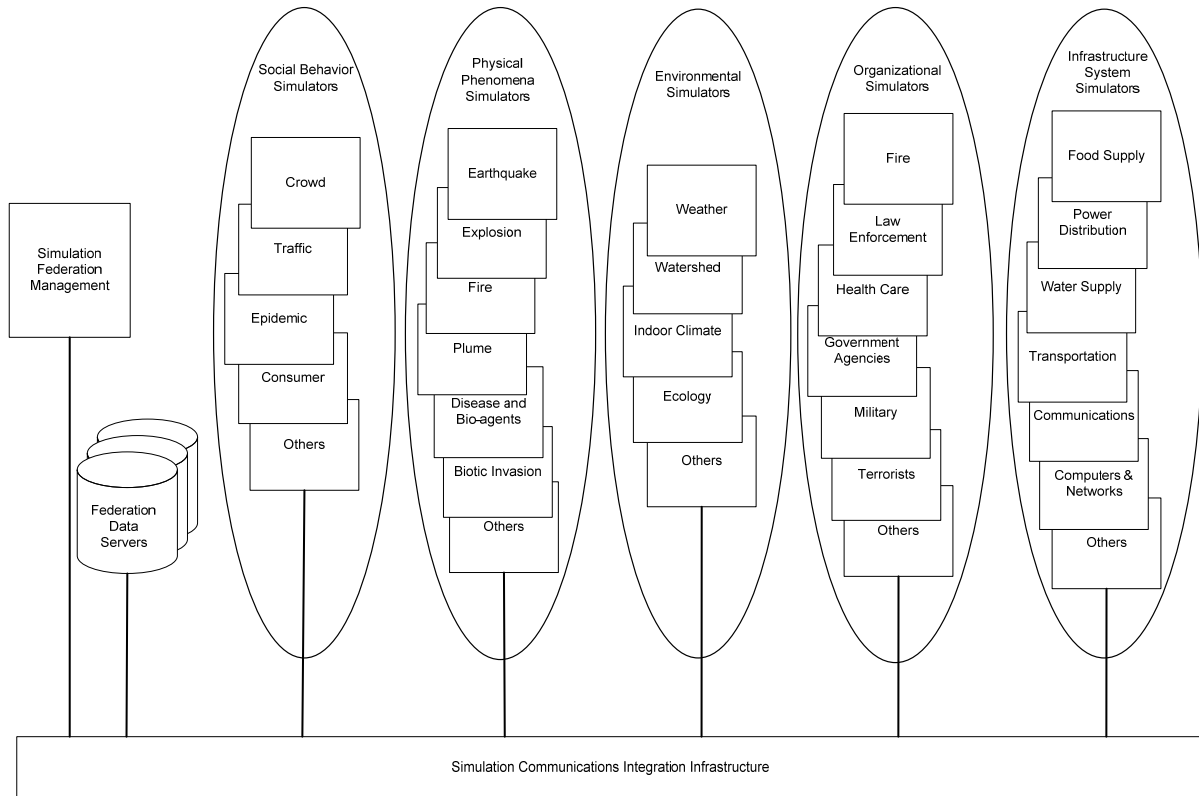 Simulation
Federation
Management
Federation
Data
Servers
Social Behavior
Simulators
Crowd
Traffic
Epidemic
Consumer
Others
Physical
Phenomena
Simulators
Earthquake
Explosion
Fire
Plume
Disease and
Bio-agents
Biotic Invasion
Others
Environmental
Simulators
Weather
Watershed
Indoor Climate
Ecology
Others
Organizational
Simulators
Fire
Law
Enforcement
Health Care
Government
Agencies
Military
Terrorists
Others
Infrastructure
System
Simulators
Food Supply
Power
Distribution
Water Supply
Transportation
Communications
Computers &
Networks
Others
Simulation Communications Integration Infrastructure